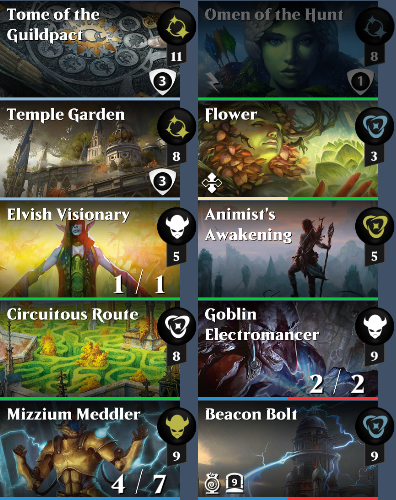 Tome of the
Guildpact
11
3
Omen of the Hunt
8
1
Temple Garden
8
3
Flower
3
Elvish Visionary
5
1 / 1
Animist's
Awakening
5
Circuitous Route
8
Goblin
Electromancer
9
2 / 2
Mizzium Meddler
9
4 / 7
Beacon Bolt
9
9